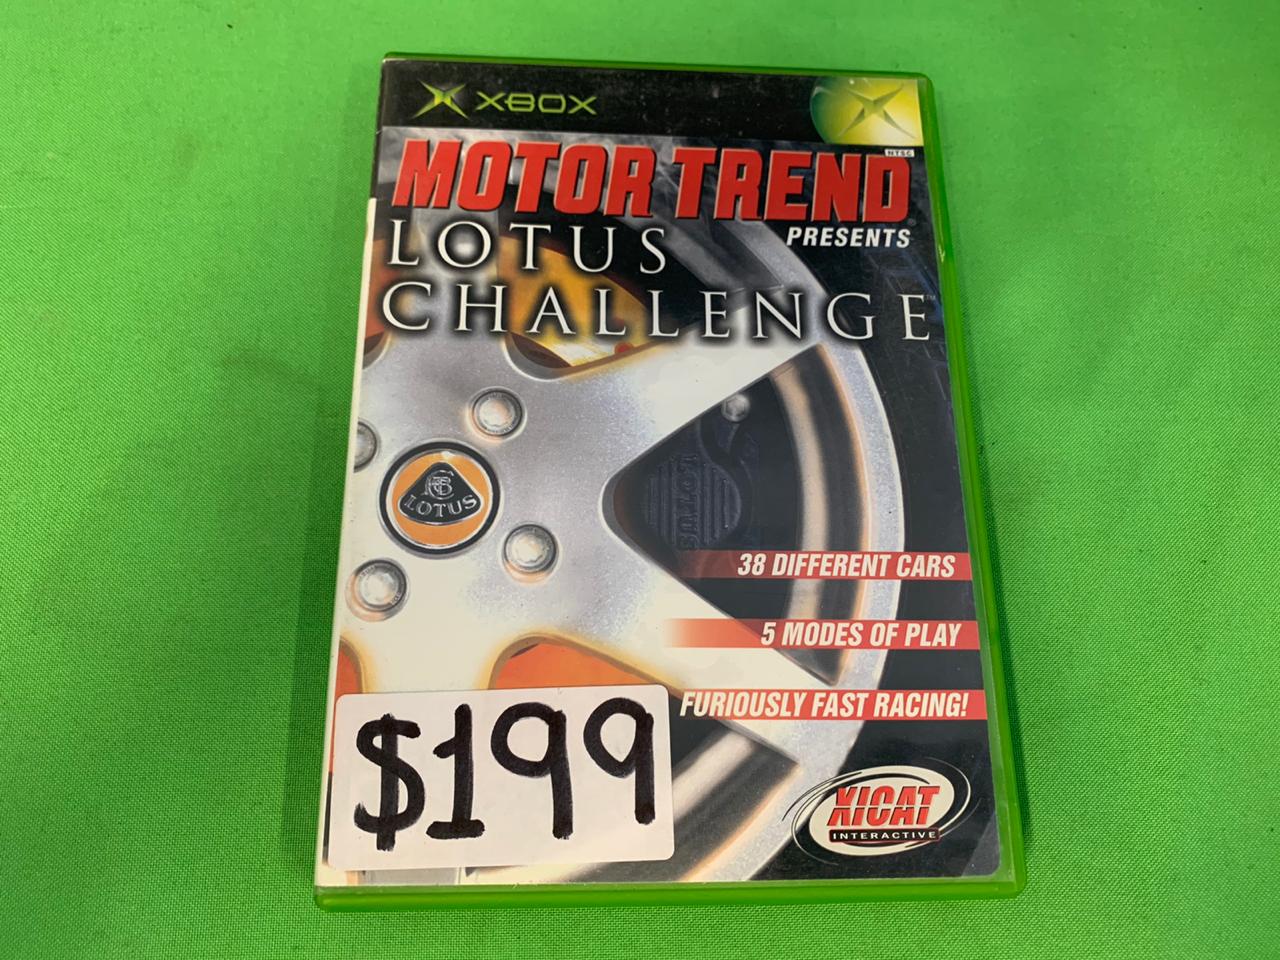 XBOX
NTSC
MOTOR TREND®
PRESENTS
LOTUS
CHALLENGE™
LOTUS
LOTUS
38 DIFFERENT CARS
5 MODES OF PLAY
FURIOUSLY FAST RACING!
$199
XICAT
INTERACTIVE